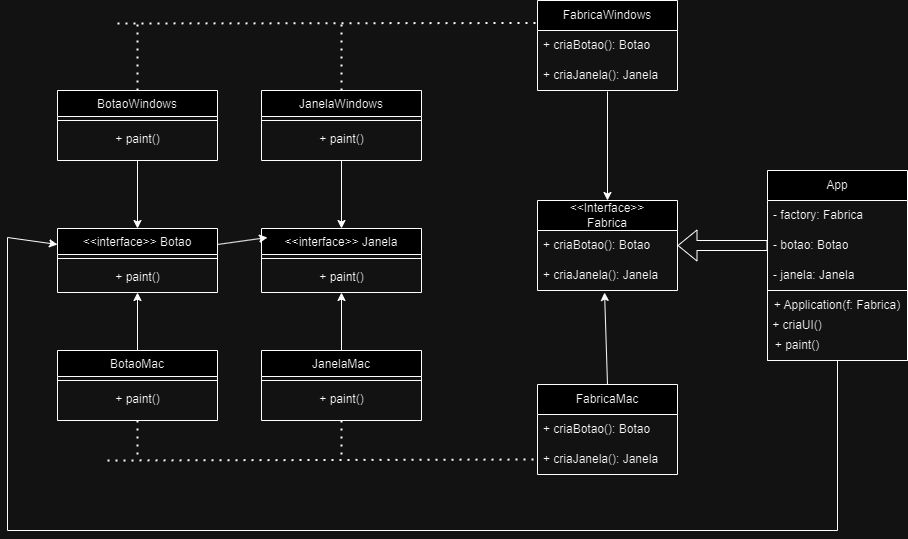 FabricaWindows
+ criaBotao(): Botao
+ criaJanela(): Janela
BotaoWindows
+ paint()
JanelaWindows
+ paint()
<<interface>> Botao
+ paint()
<<interface>> Janela
+ paint()
<<Interface>>
Fabrica
+ criaBotao(): Botao
+ criaJanela(): Janela
App
- factory: Fabrica
- botao: Botao
- janela: Janela
+ Application(f: Fabrica)
+ criaUI()
+ paint()
BotaoMac
+ paint()
JanelaMac
+ paint()
FabricaMac
+ criaBotao(): Botao
+ criaJanela(): Janela